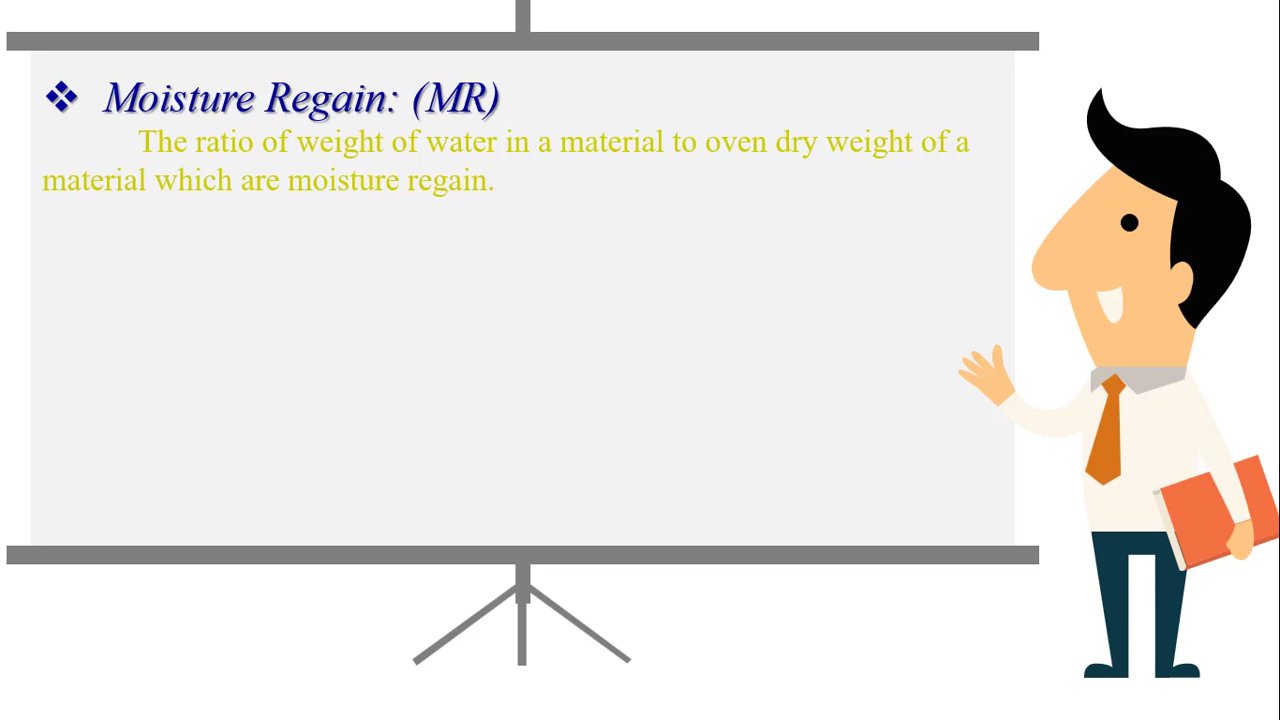 ❖ Moisture Regain: (MR)
The ratio of weight of water in a material to oven dry weight of a
material which are moisture regain.